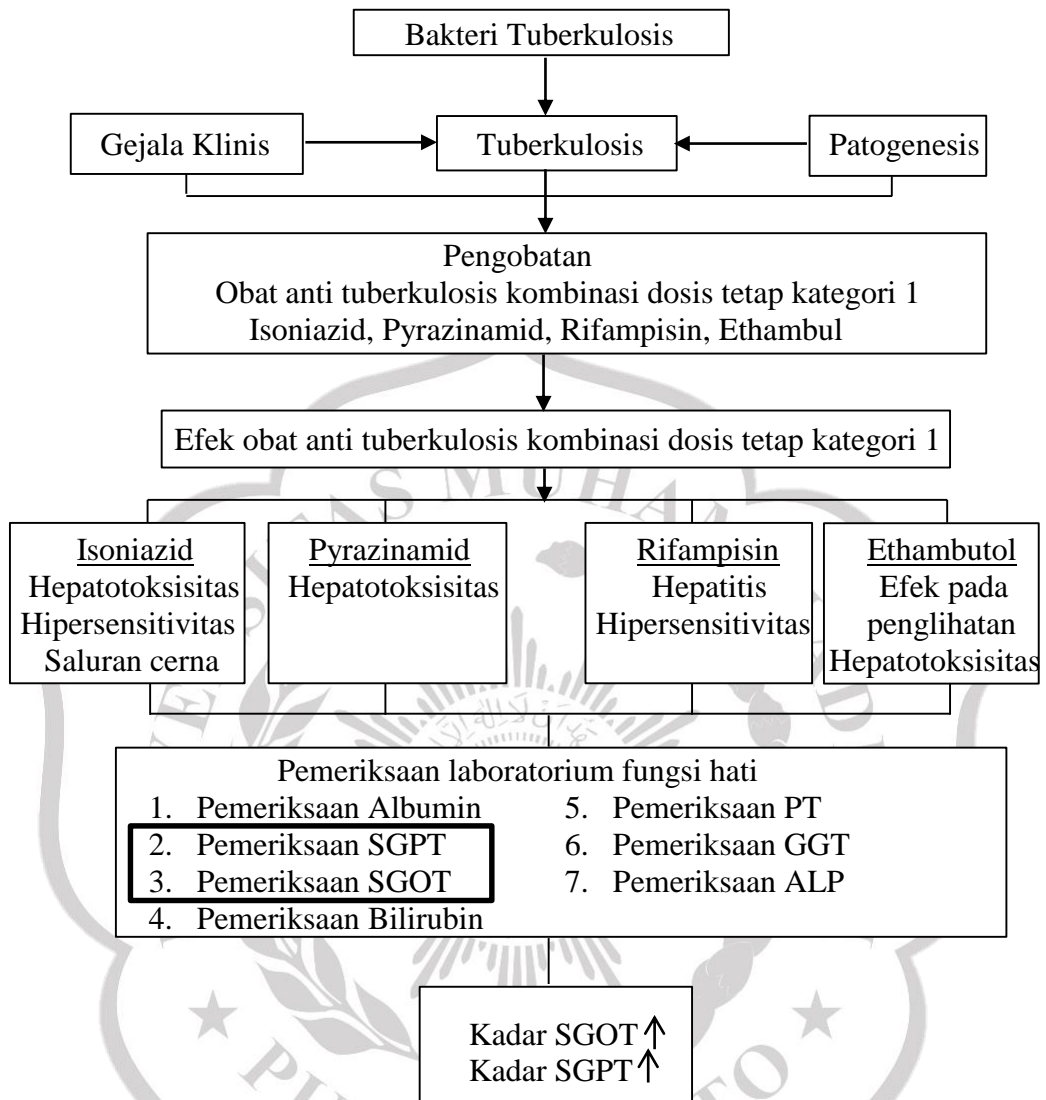 Bakteri Tuberkulosis
Gejala Klinis
Tuberkulosis
Patogenesis
Pengobatan
Obat anti tuberkulosis kombinasi dosis tetap kategori 1
Isoniazid, Pyrazinamid, Rifampisin, Ethambul
Efek obat anti tuberkulosis kombinasi dosis tetap kategori 1
Isoniazid
Hepatotoksisitas
Hipersensitivitas
Saluran cerna
Pyrazinamid
Hepatotoksisitas
Rifampisin
Hepatitis
Hipersensitivitas
Ethambutol
Efek pada
penglihatan
Hepatotoksisitas
Pemeriksaan laboratorium fungsi hati
1. Pemeriksaan Albumin
2. Pemeriksaan SGPT
3. Pemeriksaan SGOT
4. Pemeriksaan Bilirubin
5. Pemeriksaan PT
6. Pemeriksaan GGT
7. Pemeriksaan ALP
Kadar SGOT ↑
Kadar SGPT ↑